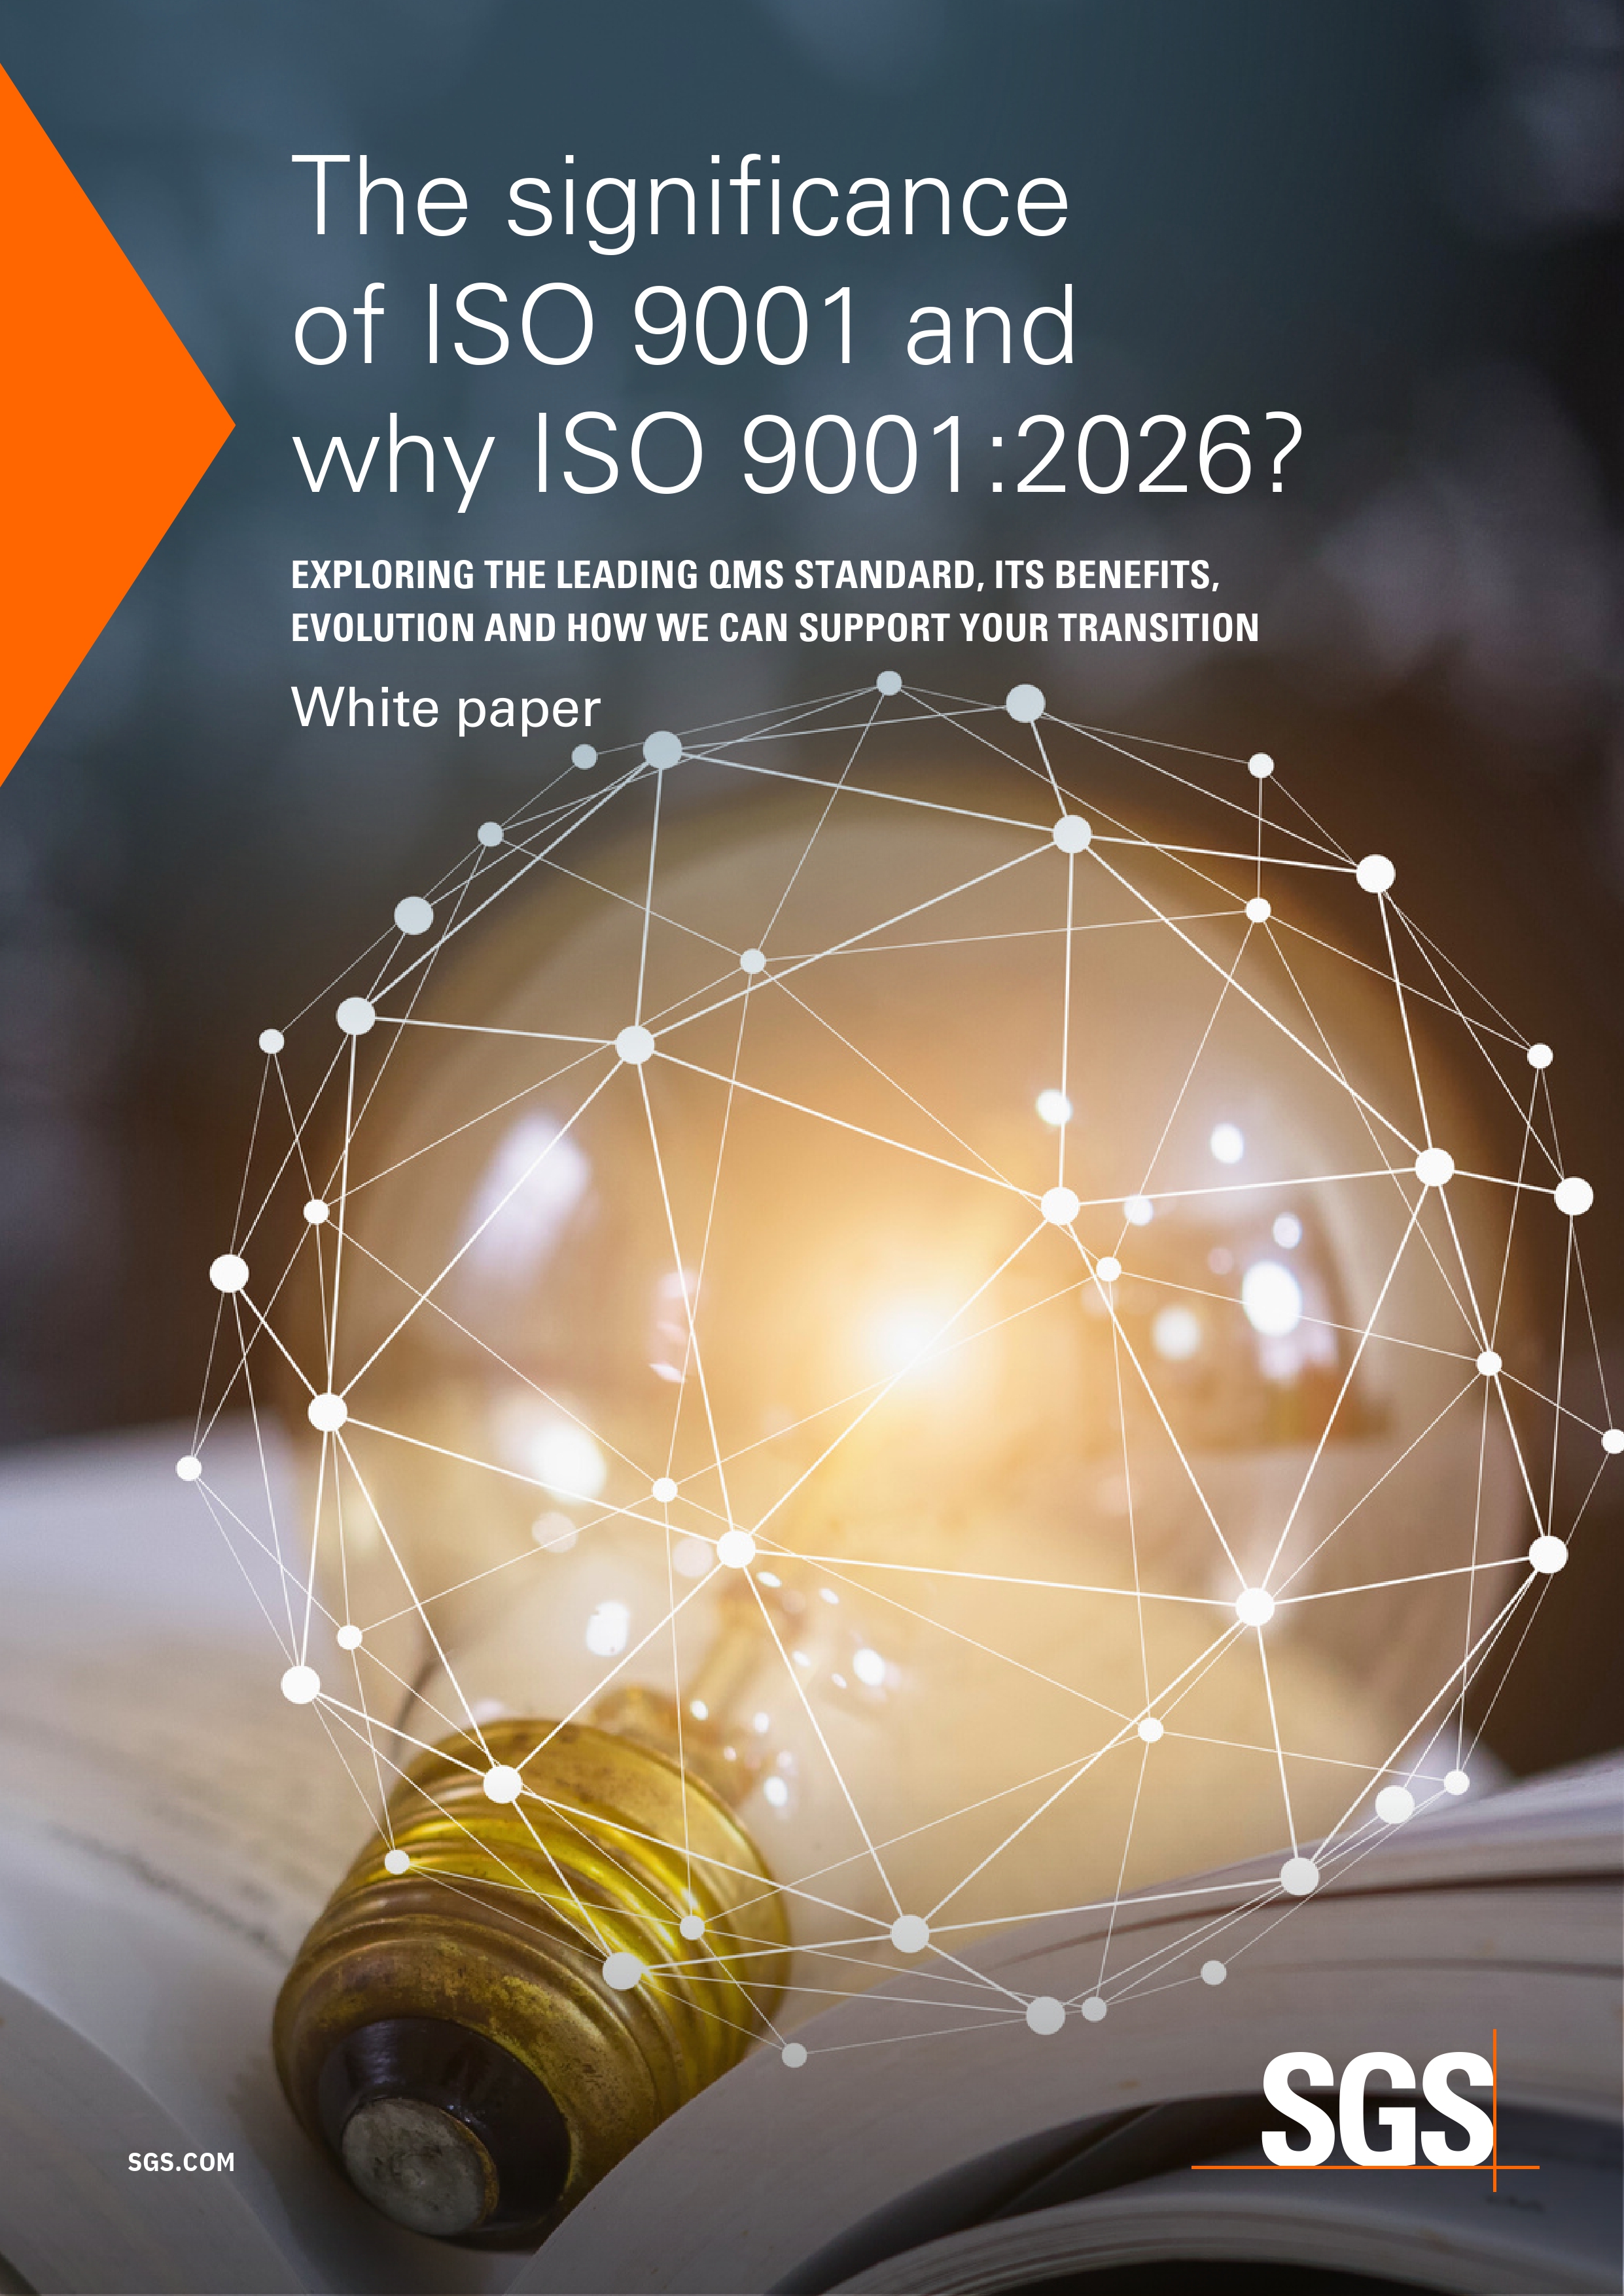 The significance
of ISO 9001 and
why ISO 9001:2026?
EXPLORING THE LEADING QMS STANDARD, ITS BENEFITS,
EVOLUTION AND HOW WE CAN SUPPORT YOUR TRANSITION
White paper
SGS.COM
SGS